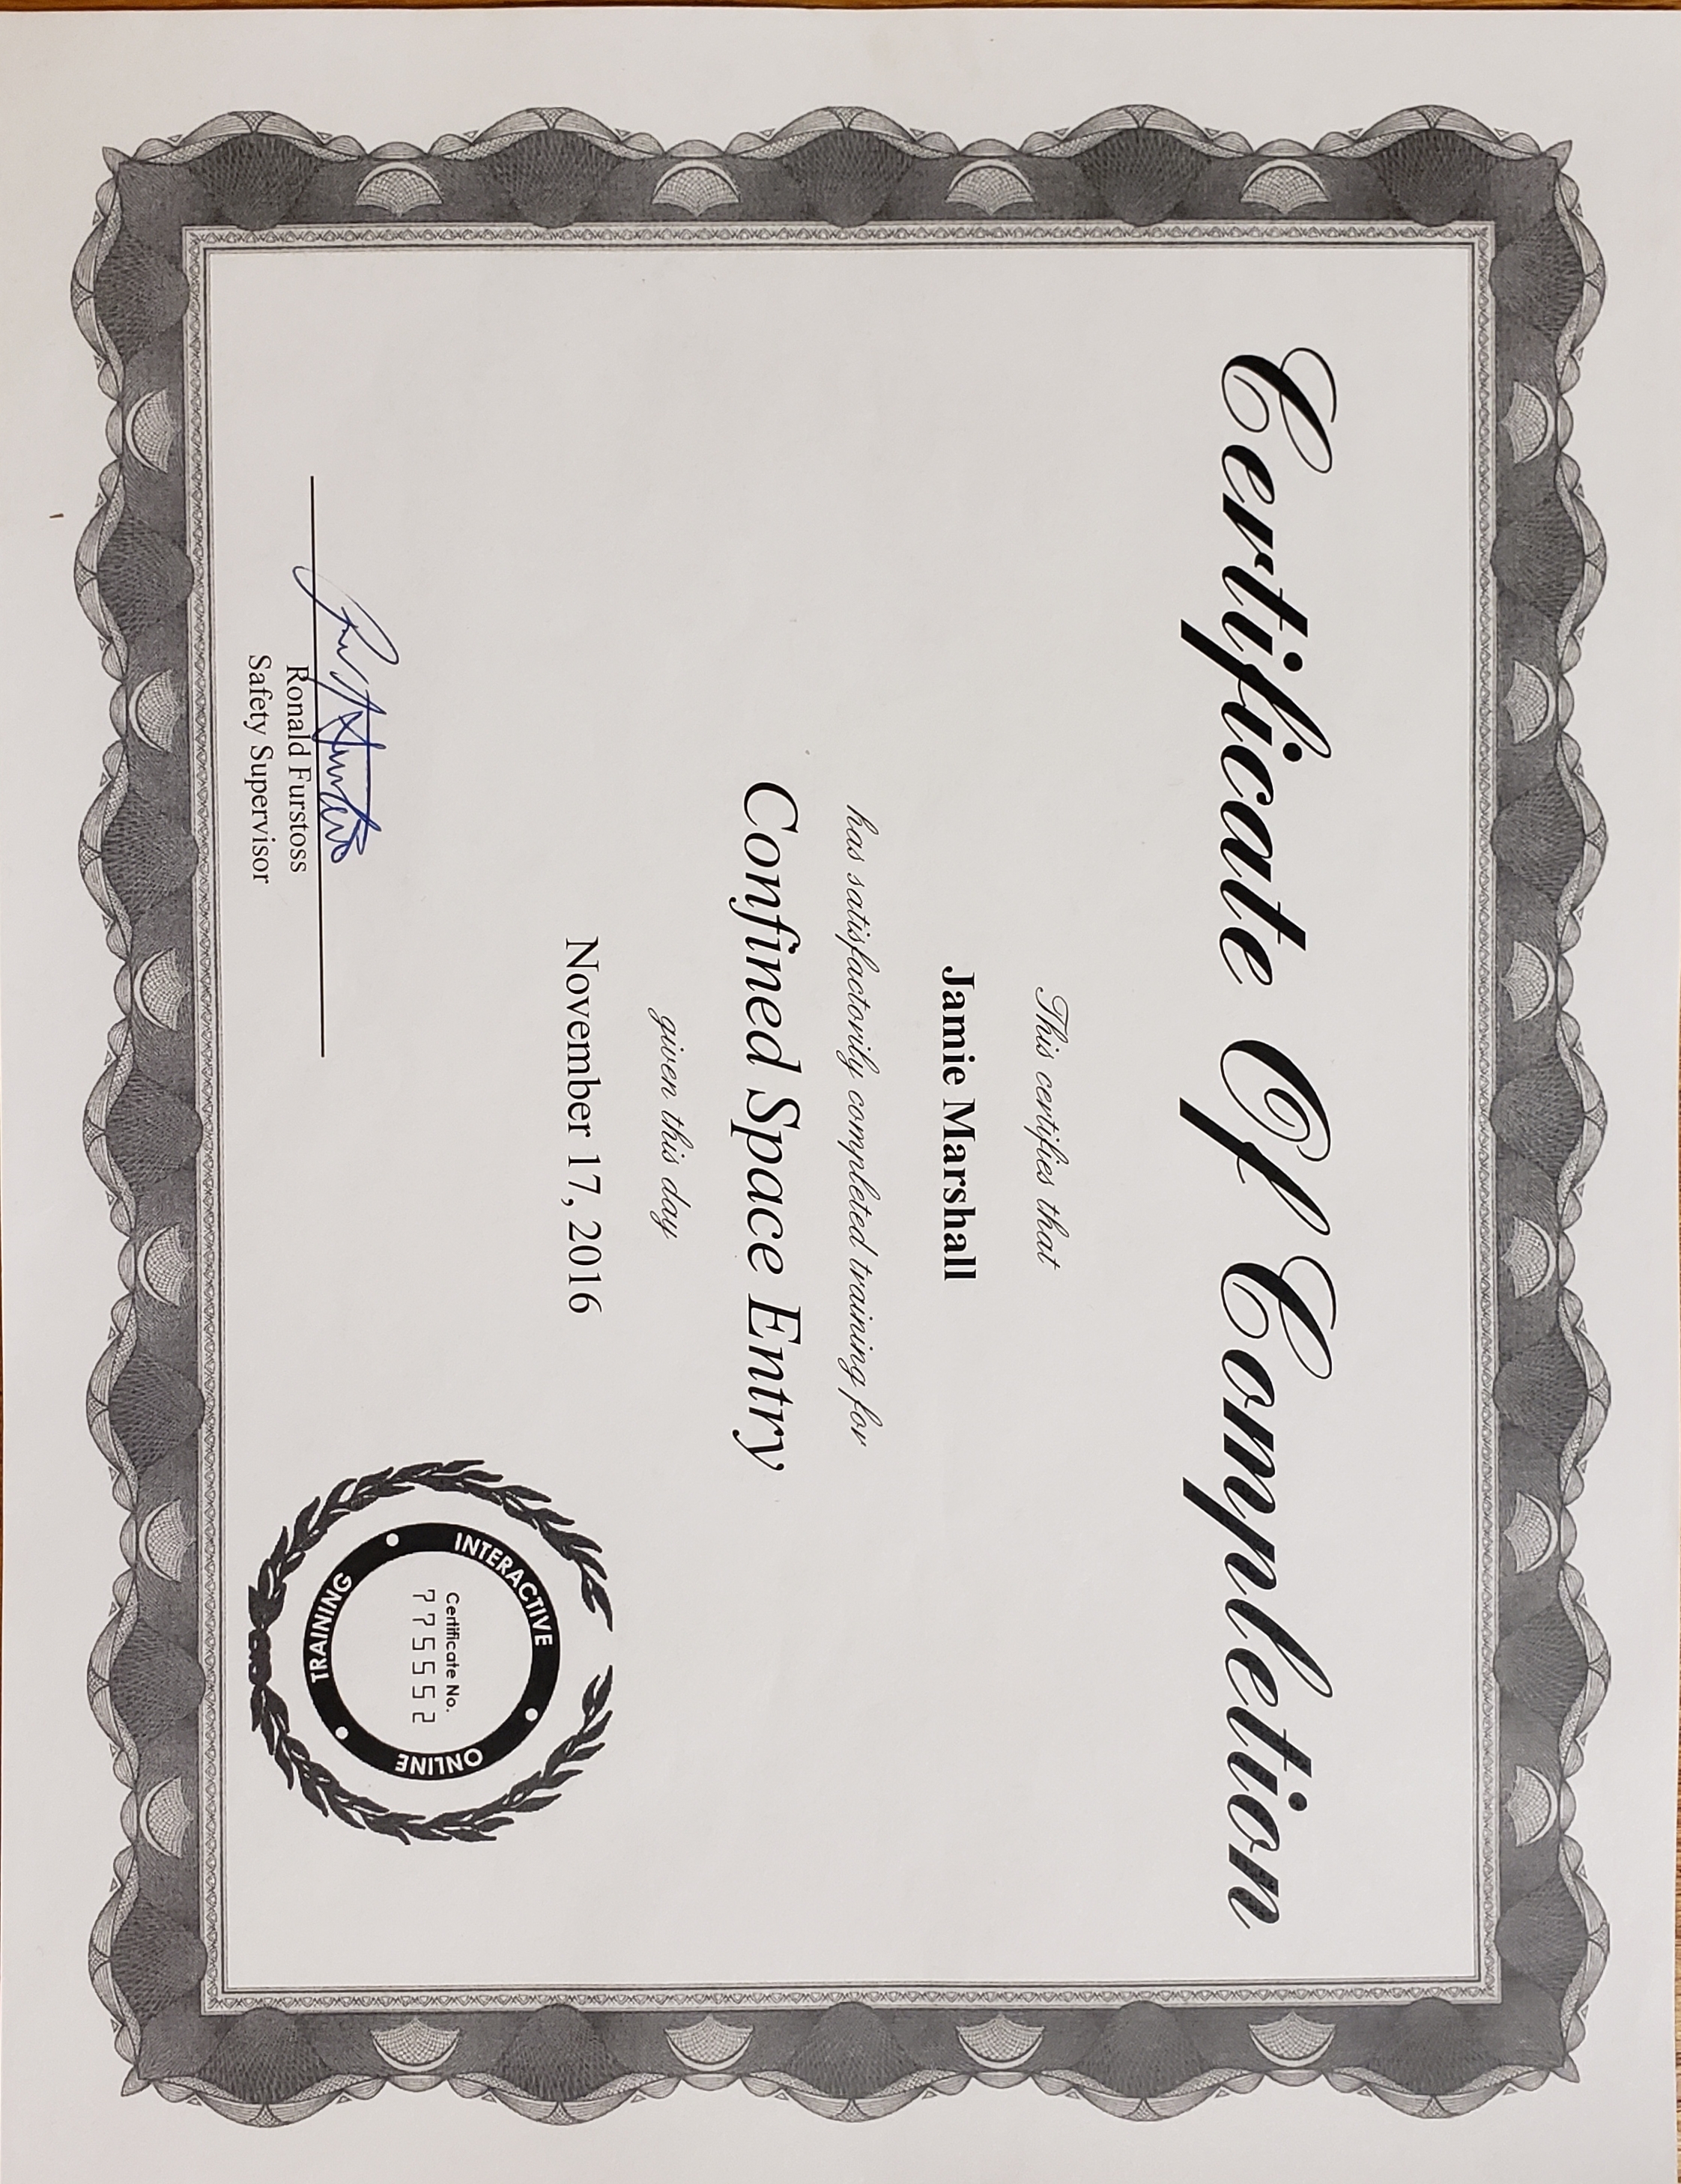 Certificate Of Completion
This certifies that
Jamie Marshall
has satisfactorily completed training for
Confined Space Entry
given this day
November 17, 2016
INTERACTIVE
ONLINE
TRAINING
Certificate No.
775552
Ronald Furstoss
Safety Supervisor